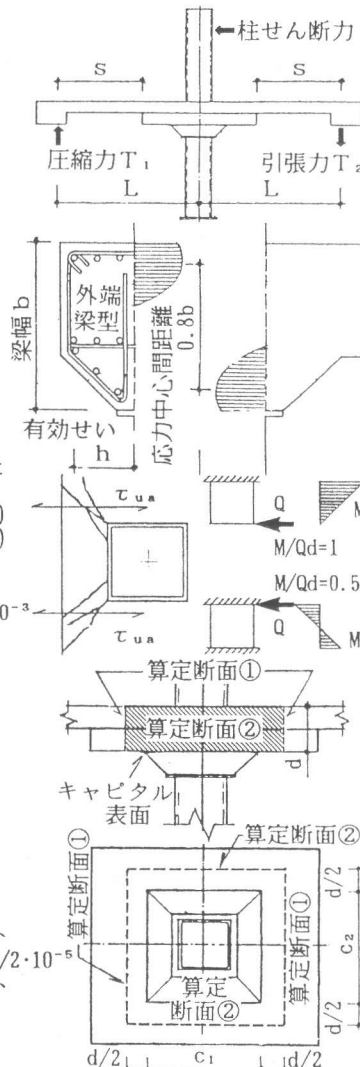 柱せん断力
S
S
圧縮力T₁
引張力T₂
L
L
梁幅b
外端
梁型
応力中心間距離
0.8b
有効せい
h
)
)
τua
Q
M
M/Qd=1
M/Qd=0.5
-3
τua
Q
M
算定断面①
算定断面②
d
キャピタル
表面
算定断面②
算定断面①
算定断面①
d/2
C₂
d/2
算定
断面②
/2·10⁻⁵
d/2
C₁
d/2